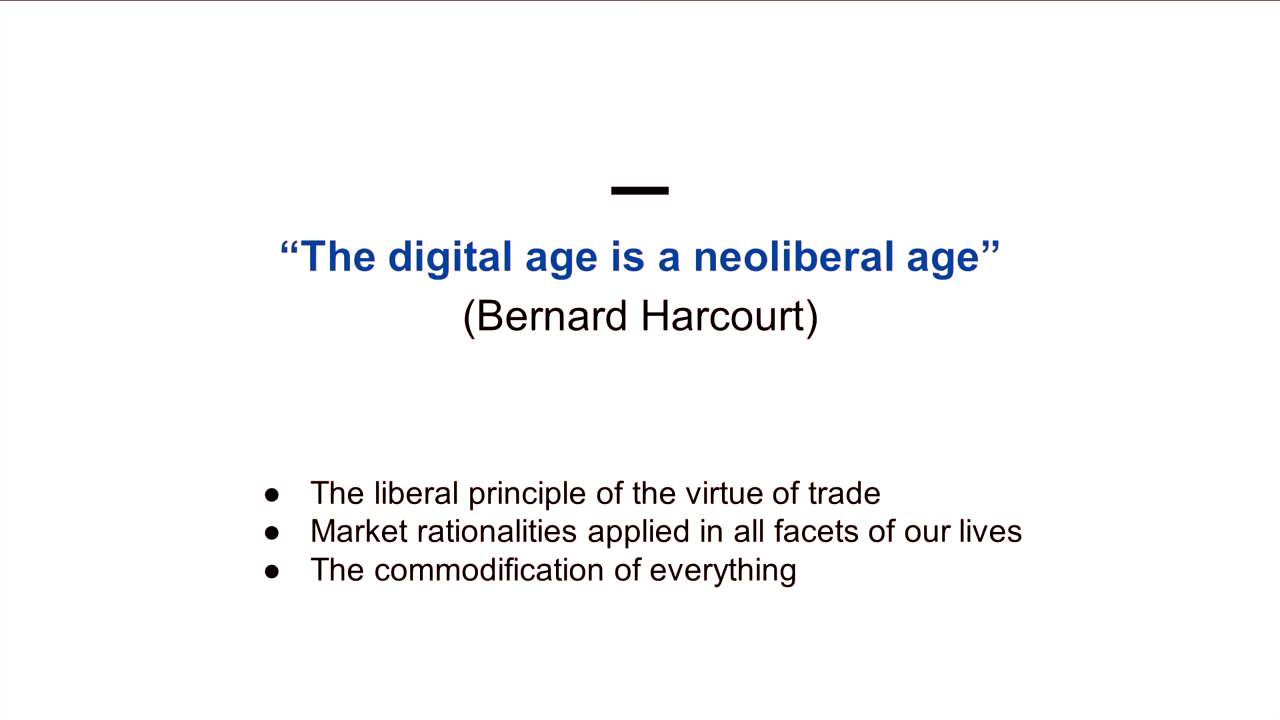 “The digital age is a neoliberal age”
(Bernard Harcourt)
● The liberal principle of the virtue of trade
● Market rationalities applied in all facets of our lives
● The commodification of everything